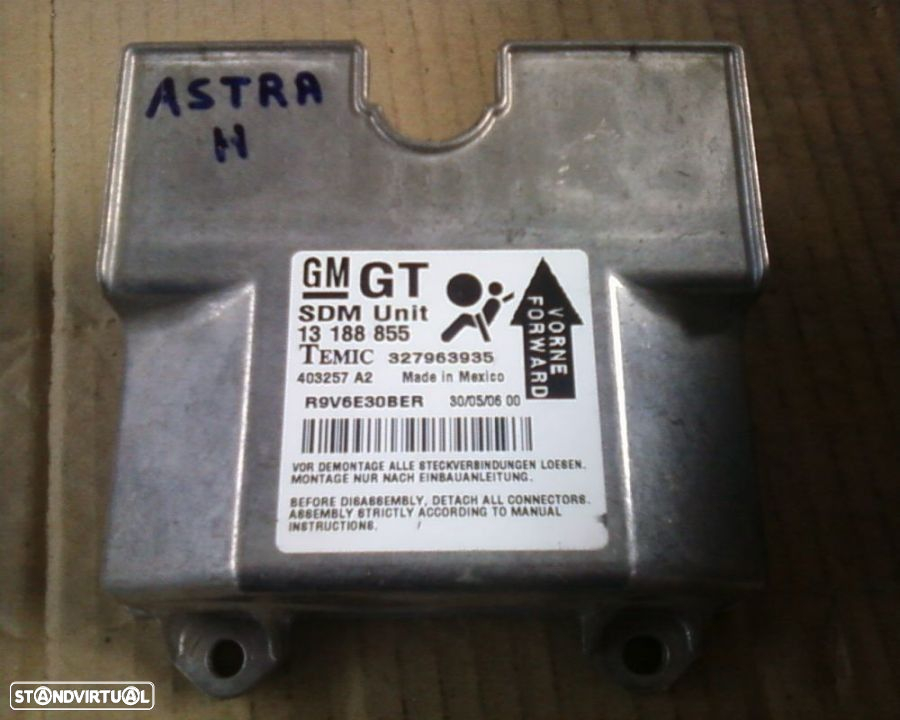 ASTRA
H
GM GT
SDM Unit
13 188 855
TEMIC 327963935
403257 A2 Made in Mexico
R9V6E30BER 30/05/06 00
VORNE
FORWARD
VOR DEMONTAGE ALLE STECKVERBINDUNGEN LOESEN.
MONTAGE NUR NACH EINBAUANLEITUNG.
BEFORE DISASSEMBLY, DETACH ALL CONNECTORS.
ASSEMBLY STRICTLY ACCORDING TO MANUAL
INSTRUCTIONS. /
STANDVIRTUAL